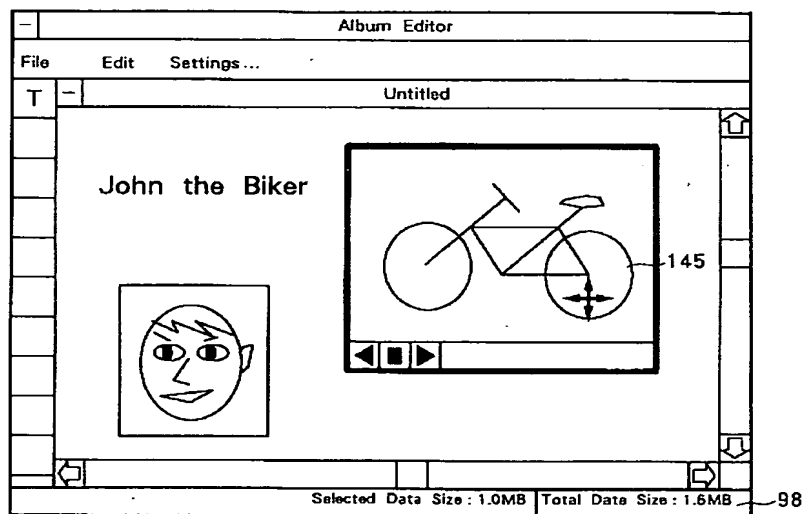 Album Editor
File Edit Settings...
T
Untitled
John the Biker
145
Selected Data Size : 1.0MB Total Data Size : 1.6MB
98